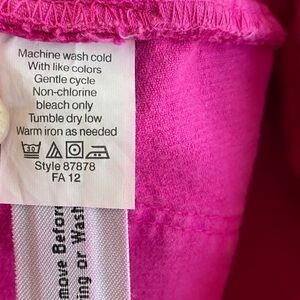 Machine wash cold
With like colors
Gentle cycle
Non-chlorine
bleach only
Tumble dry low
Warm iron as needed
Style 87878
FA 12
move Before
ing or Wash